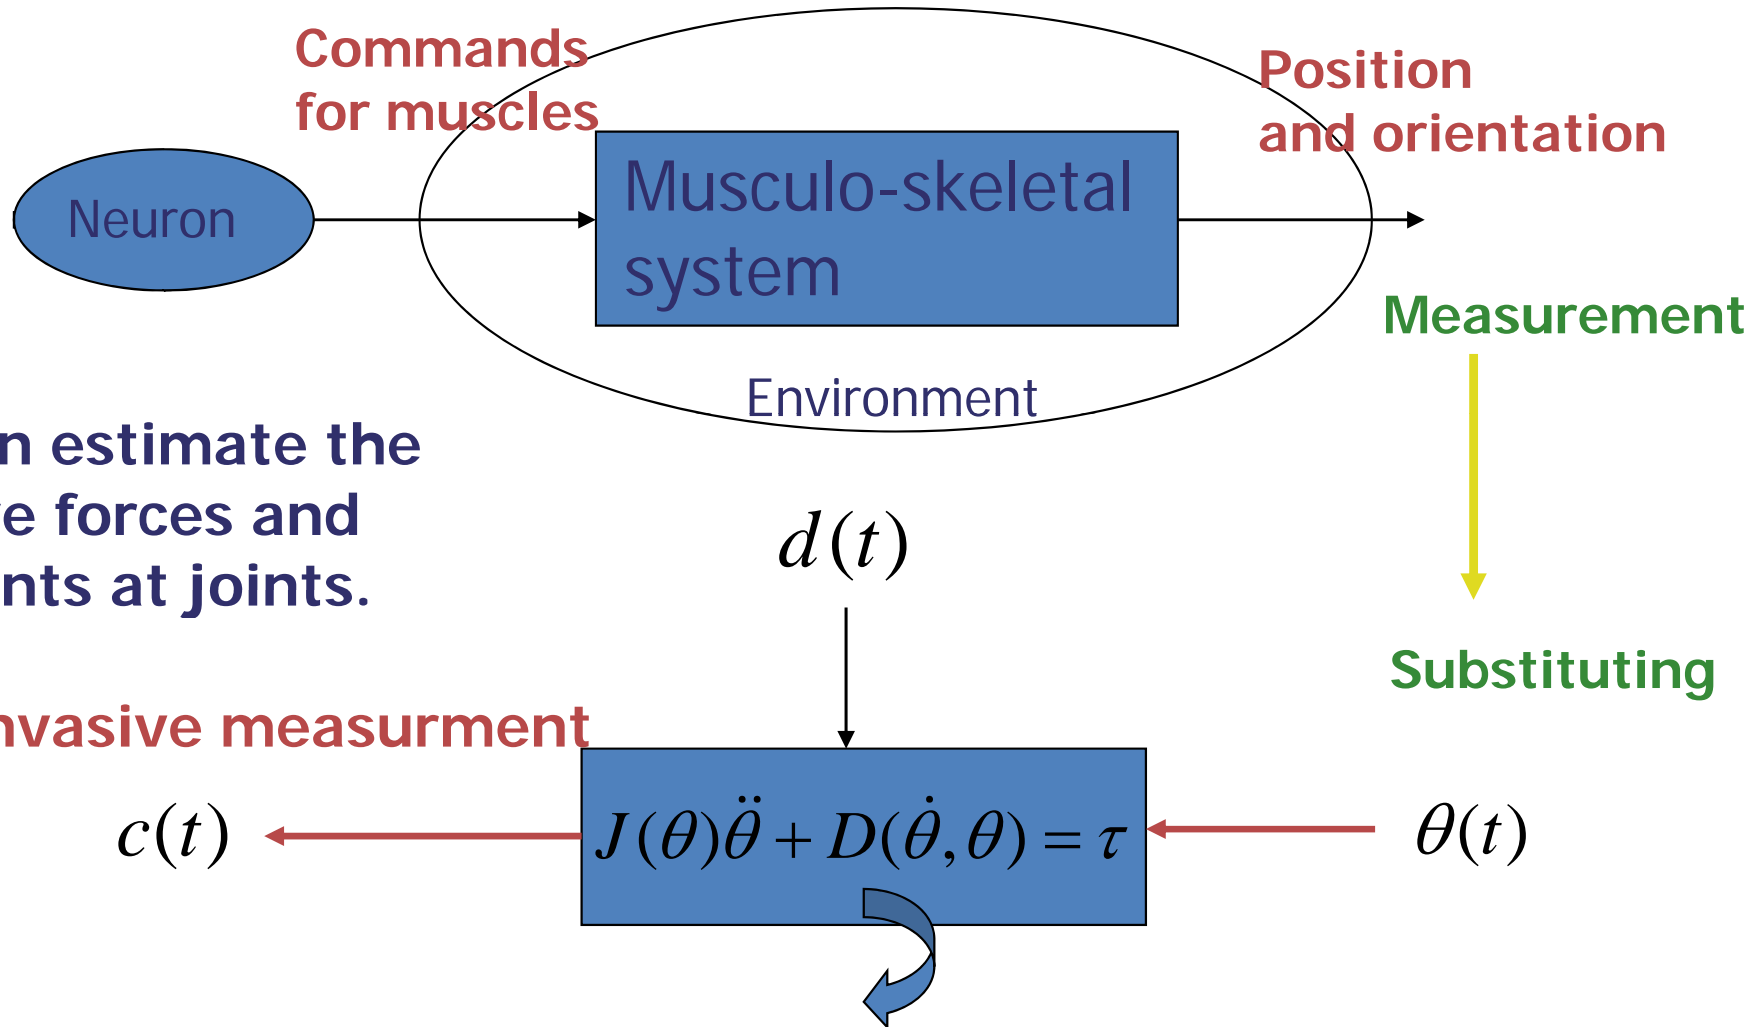 Commands
for muscles
Position
and orientation
Neuron
Musculo-skeletal
system
Environment
Measurement
n estimate the
e forces and
nts at joints.
d(t)
Substituting
nvasive measurment
c(t)
J(θ)θ̈ + D(θ̇,θ) = τ
θ(t)